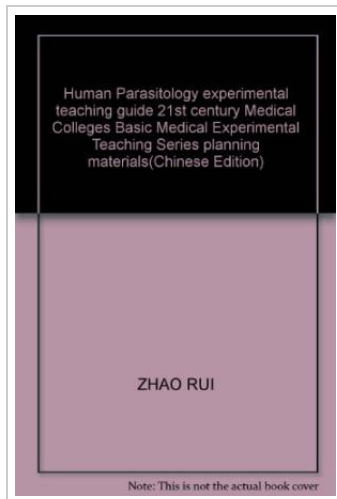 Human Parasitology experimental
teaching guide 21st century Medical
Colleges Basic Medical Experimental
Teaching Series planning
materials(Chinese Edition)
ZHAO RUI
Note: This is not the actual book cover